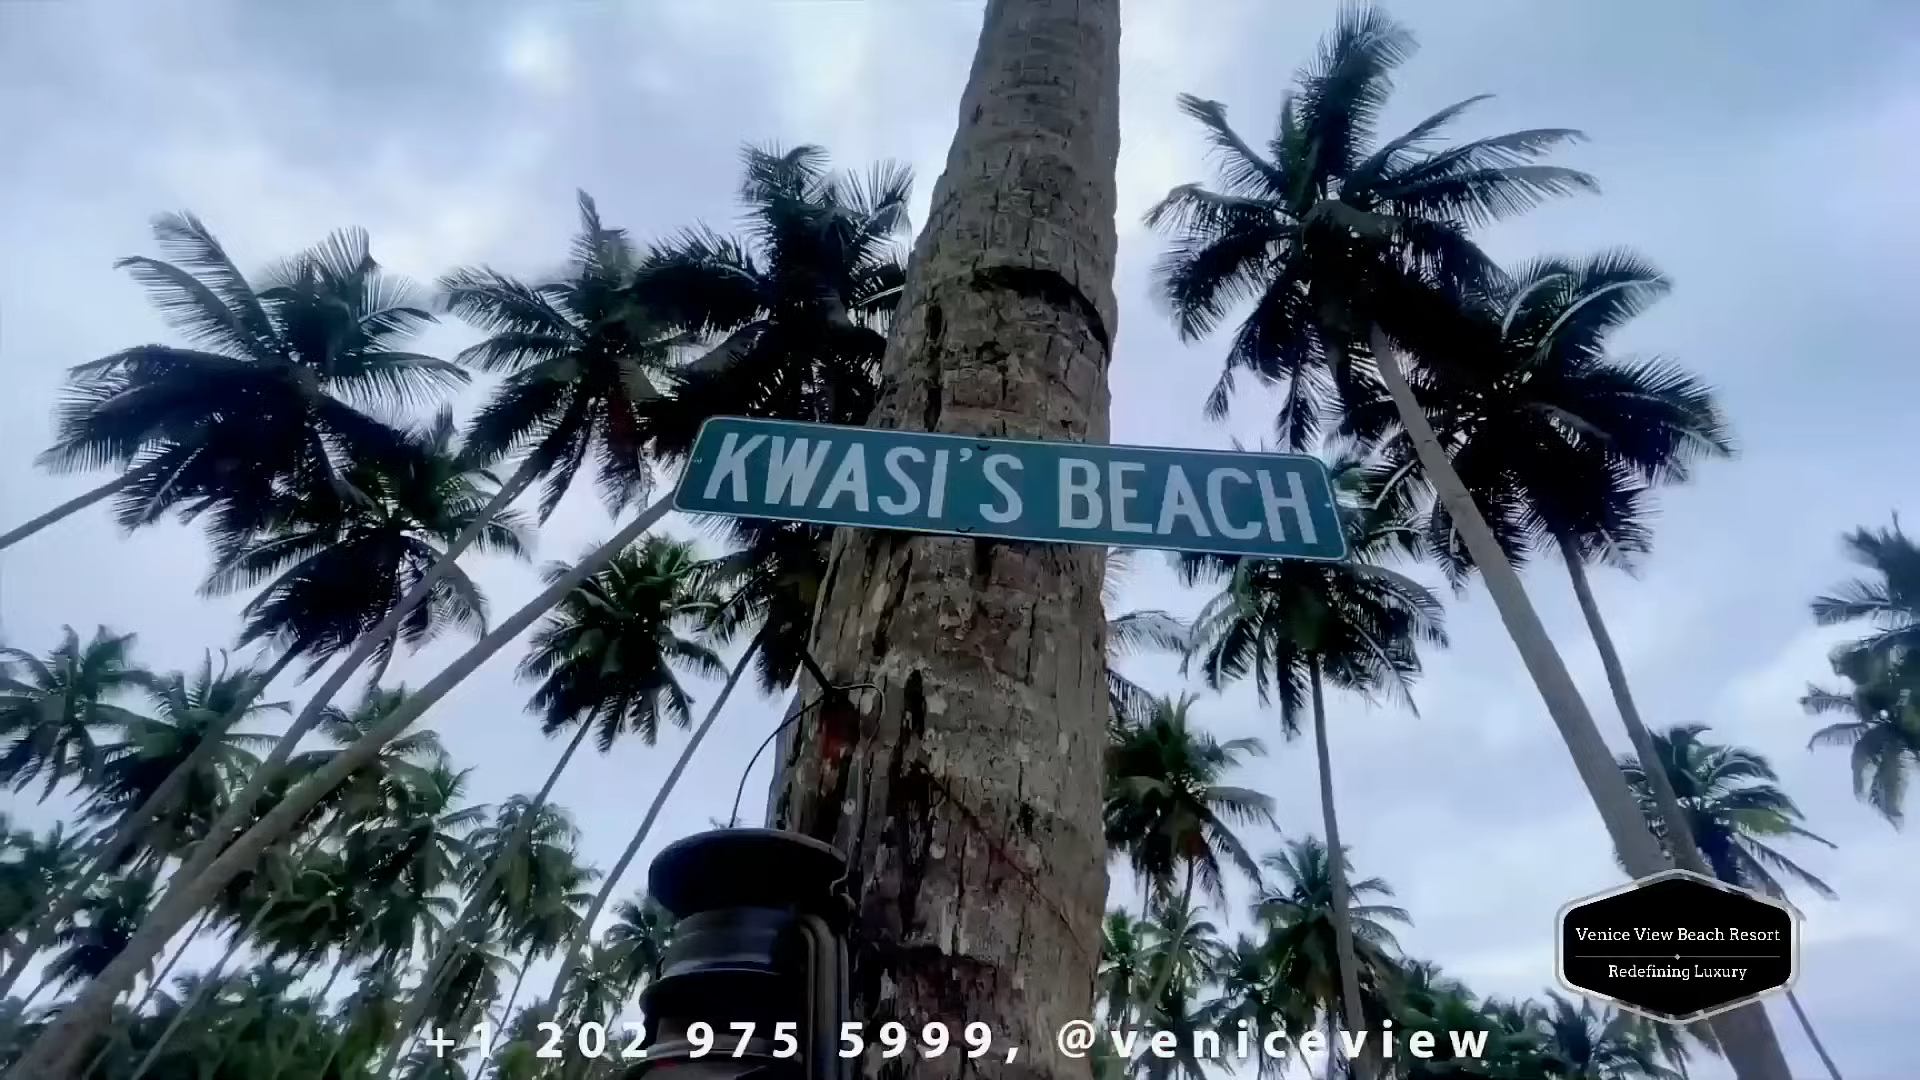 KWASI'S BEACH
Venice View Beach Resort
Redefining Luxury
+1 202 975 5999, @veniceview